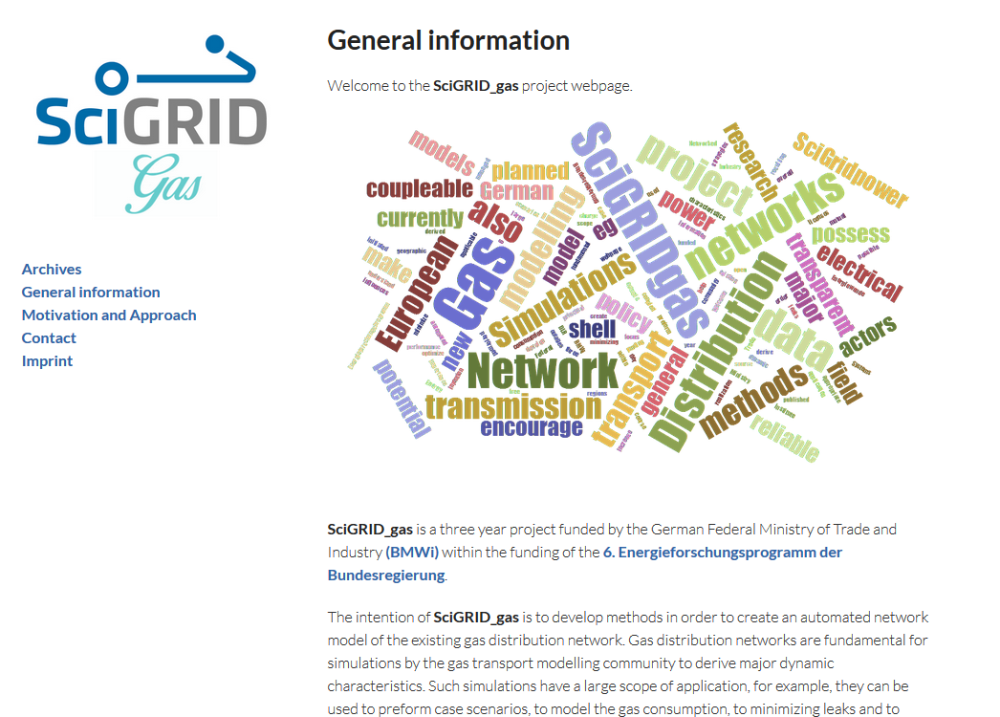 SciGRID
Gas
Archives
General information
Motivation and Approach
Contact
Imprint
General information
Welcome to the SciGRID_gas project webpage.
models
planned
coupleable
German
currently
also
make
European
Gas
new
modelling
model
eg
Simulations
SciGRIDgas
project
research
SciGridpower
power
networks
possess
electrical
transparent
major
actors
data
Distribution
field
methods
reliable
policy
shell
Network
transport
general
transmission
encourage
potential
SciGRID_gas is a three year project funded by the German Federal Ministry of Trade and
Industry (BMWi) within the funding of the 6. Energieforschungsprogramm der
Bundesregierung.
The intention of SciGRID_gas is to develop methods in order to create an automated network
model of the existing gas distribution network. Gas distribution networks are fundamental for
simulations by the gas transport modelling community to derive major dynamic
characteristics. Such simulations have a large scope of application, for example, they can be
used to preform case scenarios, to model the gas consumption, to minimizing leaks and to